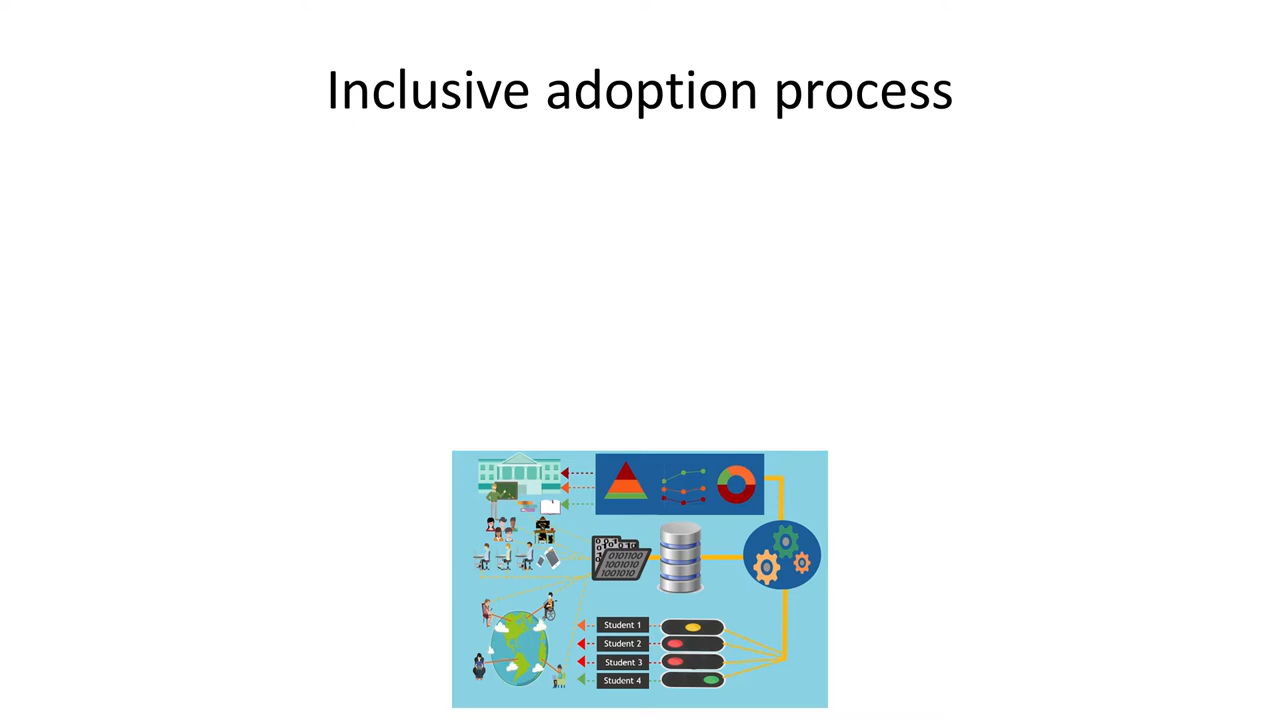 Inclusive adoption process
0101100
1001010
1001010
Student 1
Student 2
Student 3
Student 4